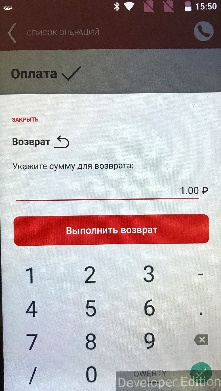 15:50
СПИСОК ОПЕРАЦИЙ
Оплата
ЗАКРЫТЬ
Возврат
Укажите сумму для возврата:
1.00 ₽
Выполнить возврат
1 2 3 -
4 5 6 .
7 8 9
/ 0
QWERTY
Developer Edition